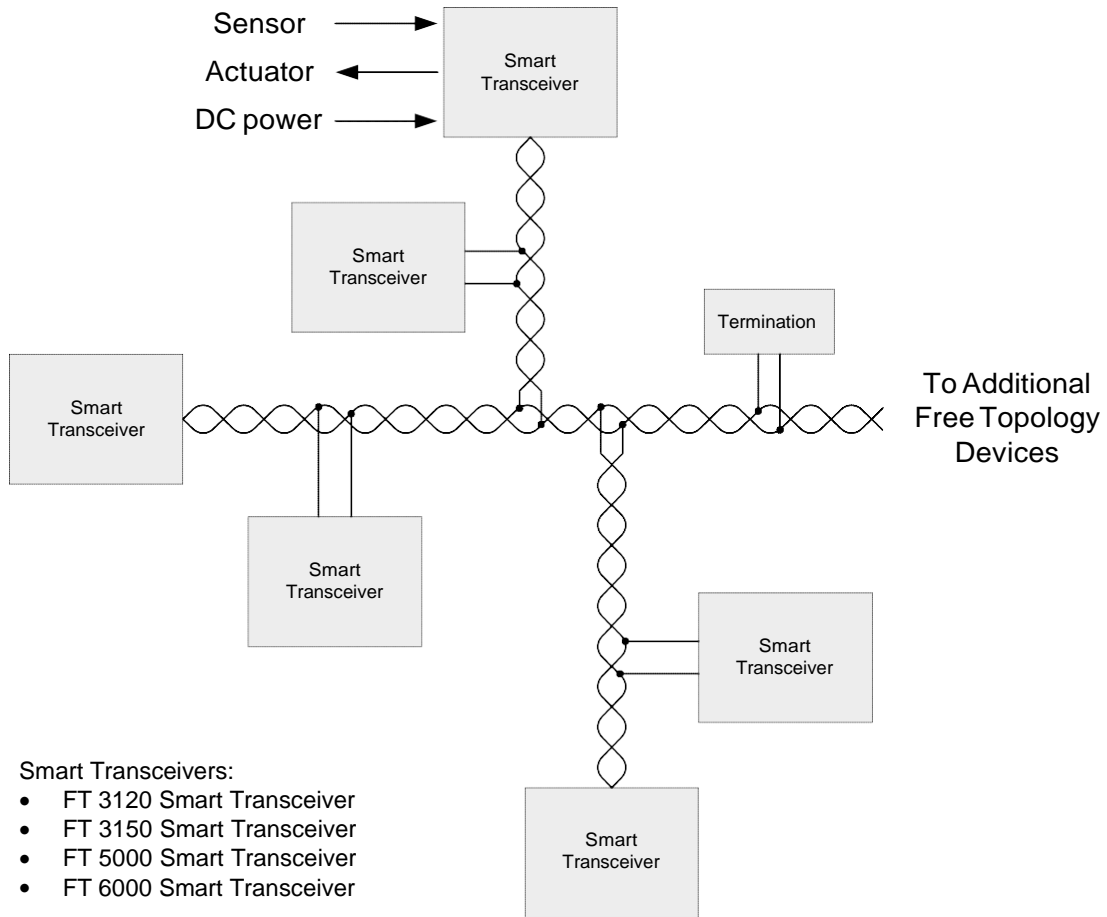 Sensor
Actuator
DC power
Smart
Transceiver
Smart
Transceiver
Termination
Smart
Transceiver
To Additional
Free Topology
Devices
Smart
Transceiver
Smart
Transceiver
Smart
Transceiver
Smart Transceivers:
• FT 3120 Smart Transceiver
• FT 3150 Smart Transceiver
• FT 5000 Smart Transceiver
• FT 6000 Smart Transceiver